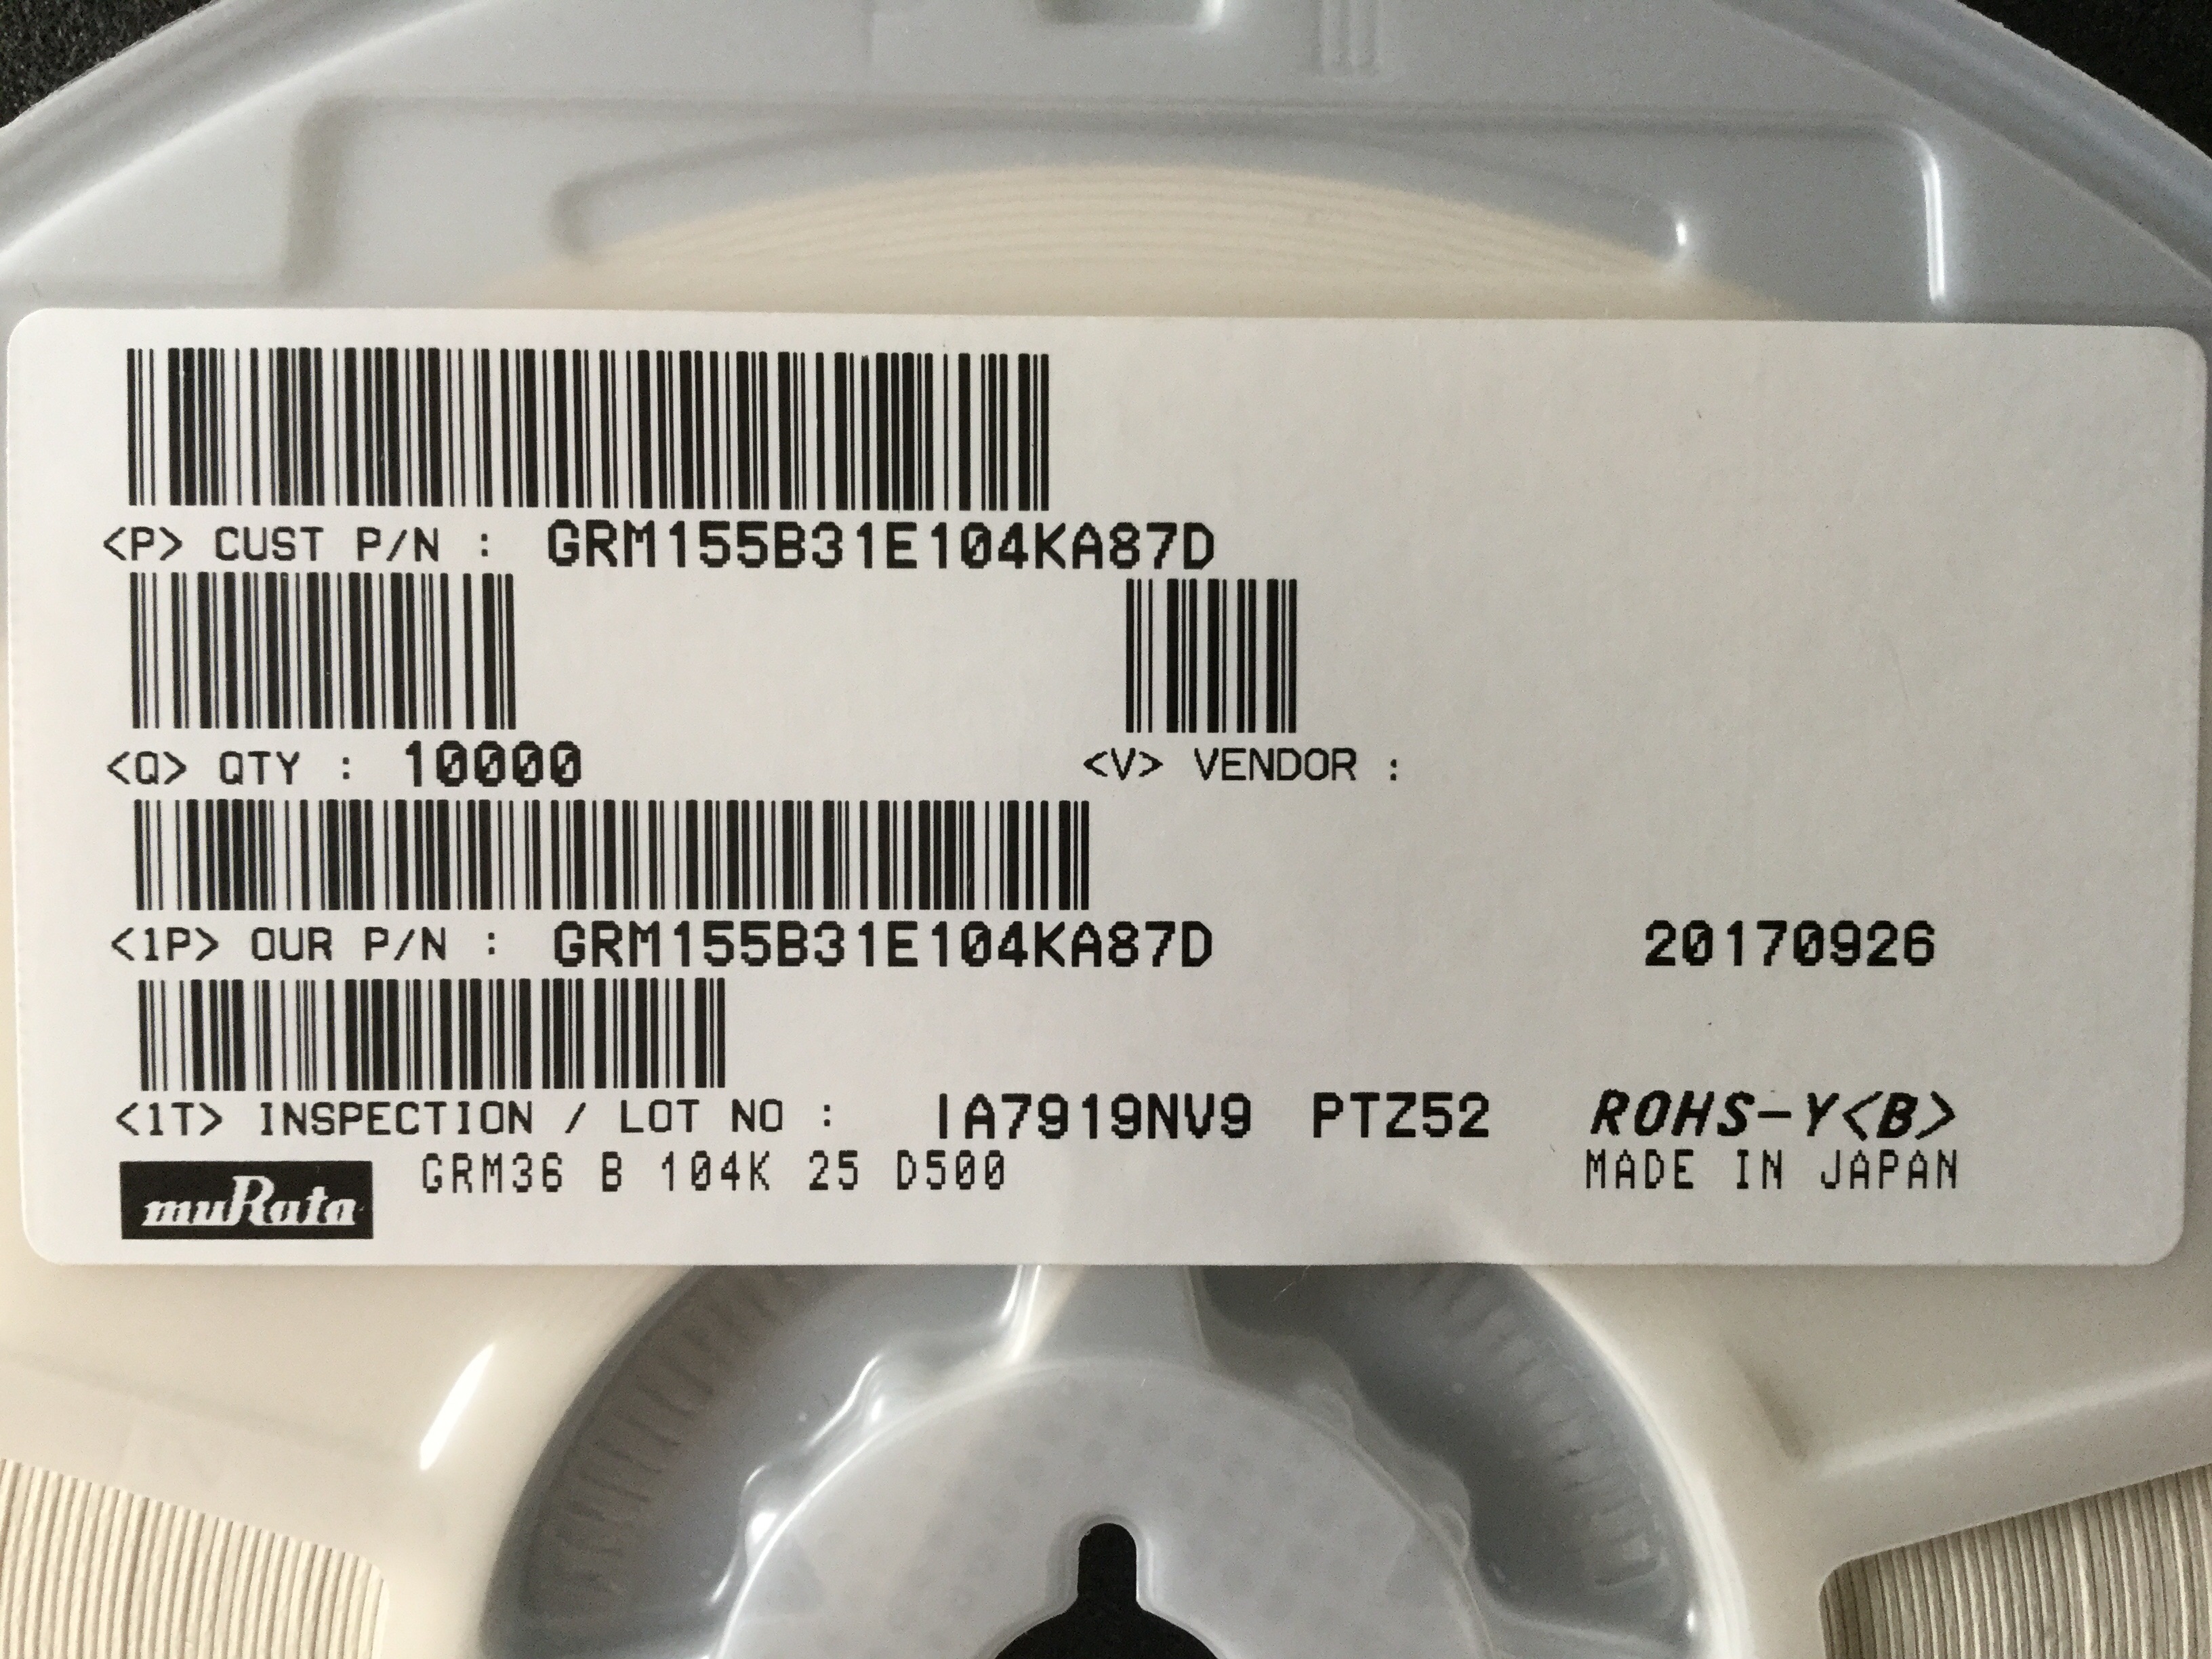 <P> CUST P/N : GRM155B31E104KA87D
<Q> QTY : 10000 <V> VENDOR :
<1P> OUR P/N : GRM155B31E104KA87D 20170926
<1T> INSPECTION / LOT NO : IA7919NV9 PTZ52 ROHS-Y<B>
muRata GRM36 B 104K 25 D500 MADE IN JAPAN